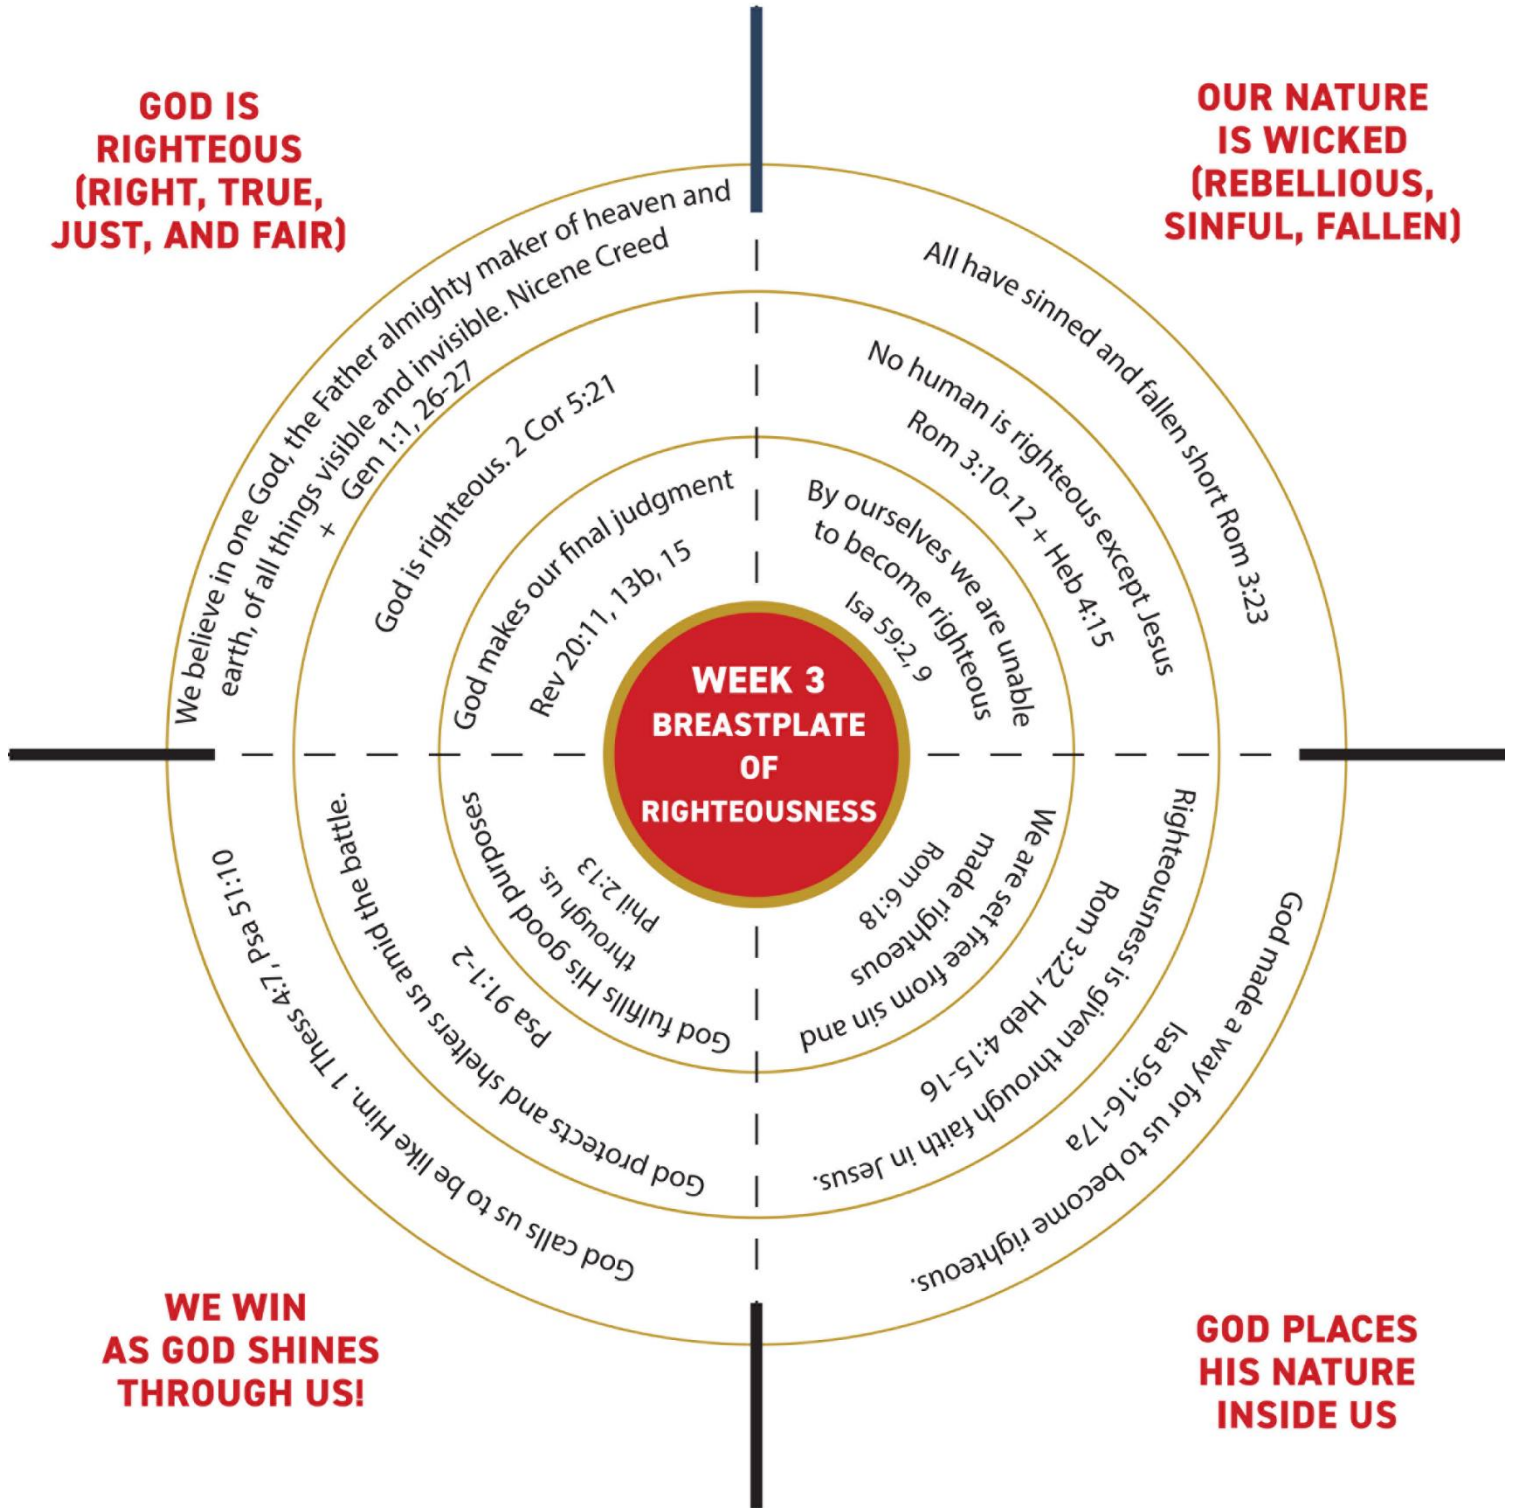 GOD IS
RIGHTEOUS
(RIGHT, TRUE,
JUST, AND FAIR)
We believe in one God, the Father almighty maker of heaven and
earth, of all things visible and invisible. Nicene Creed
+ Gen 1:1, 26-27
God is righteous. 2 Cor 5:21
God makes our final judgment
Rev 20:11, 13b, 15
OUR NATURE
IS WICKED
(REBELLIOUS,
SINFUL, FALLEN)
All have sinned and fallen short Rom 3:23
No human is righteous except Jesus
Rom 3:10-12 + Heb 4:15
By ourselves we are unable
to become righteous
Isa 59:2, 9
WEEK 3
BREASTPLATE
OF
RIGHTEOUSNESS
GOD PLACES
HIS NATURE
INSIDE US
God made a way for us to become righteous.
Isa 59:16-17a
Righteousness is given through faith in Jesus.
Rom 3:22, Heb 4:15-16
We are set free from sin and
made righteous
Rom 6:18
WE WIN
AS GOD SHINES
THROUGH US!
God calls us to be like Him. 1 Thess 4:7, Psa 51:10
God protects and shelters us amid the battle.
Psa 91:1-2
God fulfills His good purposes
through us.
Phil 2:13